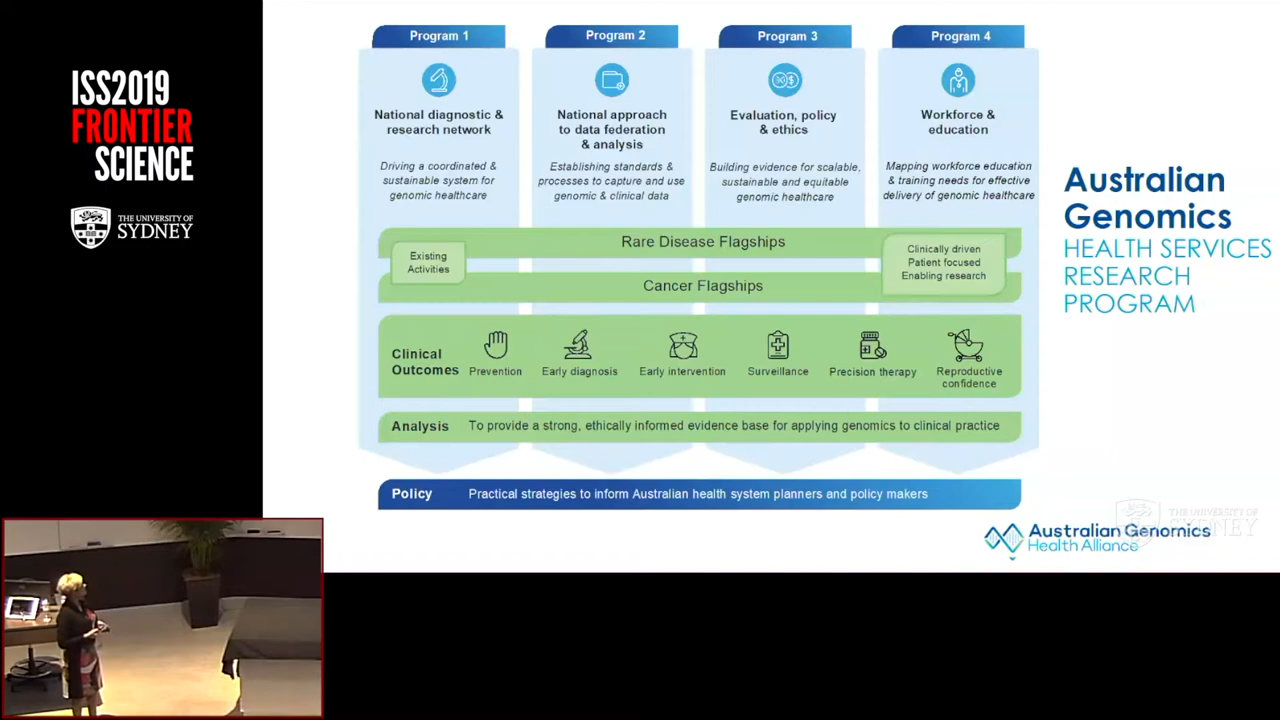 ISS2019
FRONTIER
SCIENCE
THE UNIVERSITY OF
SYDNEY
Program 1
National diagnostic &
research network
Driving a coordinated &
sustainable system for
genomic healthcare
Program 2
National approach
to data federation
& analysis
Establishing standards &
processes to capture and use
genomic & clinical data
Program 3
Evaluation, policy
& ethics
Building evidence for scalable,
sustainable and equitable
genomic healthcare
Program 4
Workforce &
education
Mapping workforce education
& training needs for effective
delivery of genomic healthcare
Rare Disease Flagships
Existing
Activities
Clinically driven
Patient focused
Enabling research
Cancer Flagships
Clinical
Outcomes
Prevention
Early diagnosis
Early intervention
Surveillance
Precision therapy
Reproductive
confidence
Analysis To provide a strong, ethically informed evidence base for applying genomics to clinical practice
Policy Practical strategies to inform Australian health system planners and policy makers
Australian
Genomics
HEALTH SERVICES
RESEARCH
PROGRAM
THE UNIVERSITY OF
SYDNEY
Australian Genomics
Health Alliance